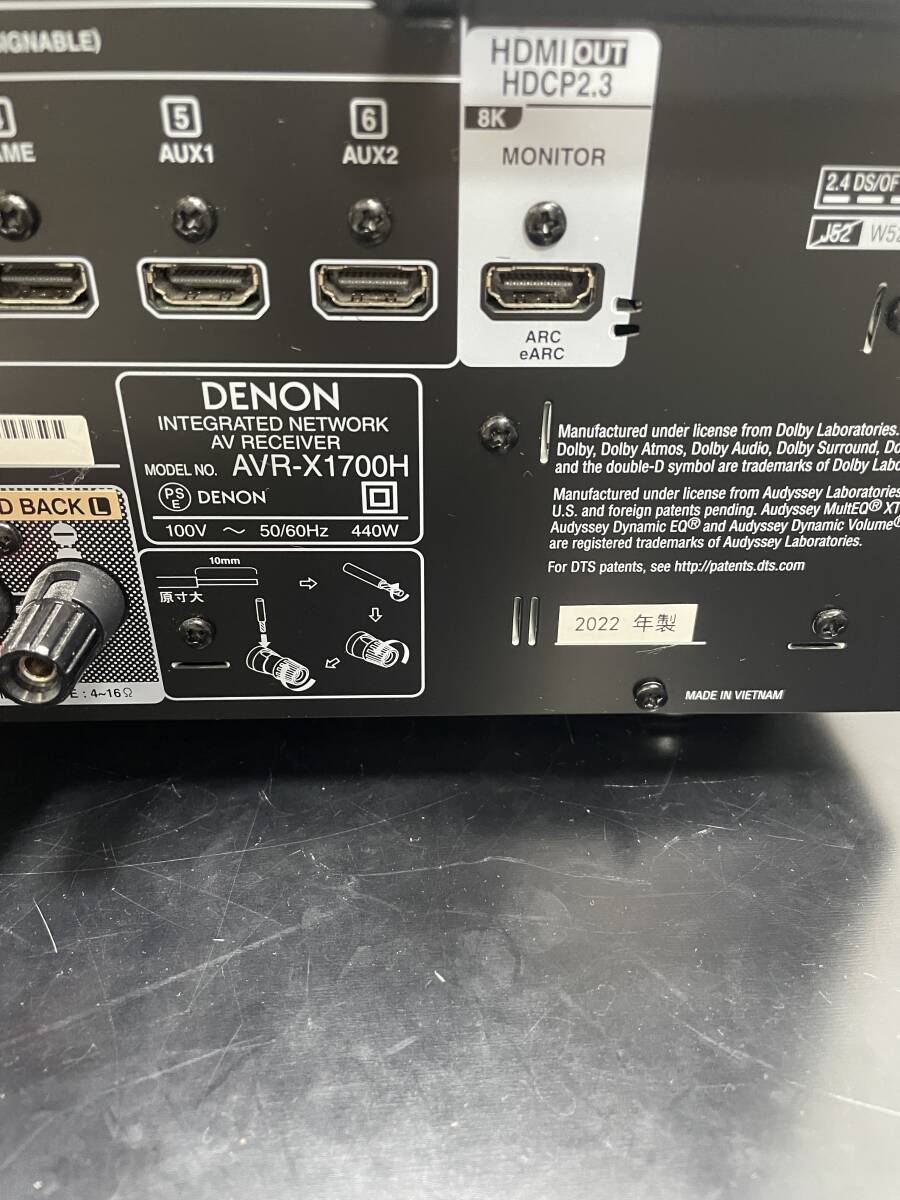 HDMI OUT
HDCP2.3
8K
5
AUX1
6
AUX2
MONITOR
ARC
eARC
DENON
INTEGRATED NETWORK
AV RECEIVER
MODEL NO. AVR-X1700H
PSE DENON
100V ～ 50/60Hz 440W
10mm
原寸大
BACK L
: 4~16Ω
2.4 DS/OF
J52 W52
Manufactured under license from Dolby Laboratories.
Dolby, Dolby Atmos, Dolby Audio, Dolby Surround,
and the double-D symbol are trademarks of Dolby
Manufactured under license from Audyssey Laboratories
U.S. and foreign patents pending. Audyssey MultEQ® XT
Audyssey Dynamic EQ® and Audyssey Dynamic Volume®
are registered trademarks of Audyssey Laboratories.
For DTS patents, see http://patents.dts.com
2022 年製
MADE IN VIETNAM